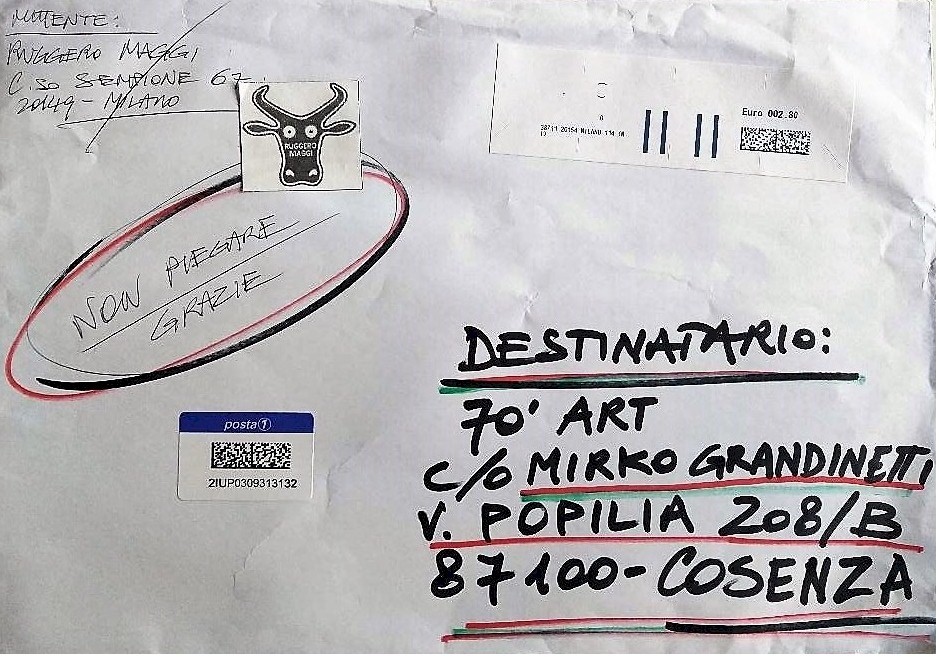 MITTENTE:
RUGGERO MAGGI
C.SO SEMPIONE 67
20149 - MILANO
RUGGERO
MAGGI
Euro 002.80
NON PIEGARE
GRAZIE
DESTINATARIO:
70' ART
C/O MIRKO GRANDINETTI
V. POPILIA 208/B
87100 - COSENZA
posta1
2IUP0309313132